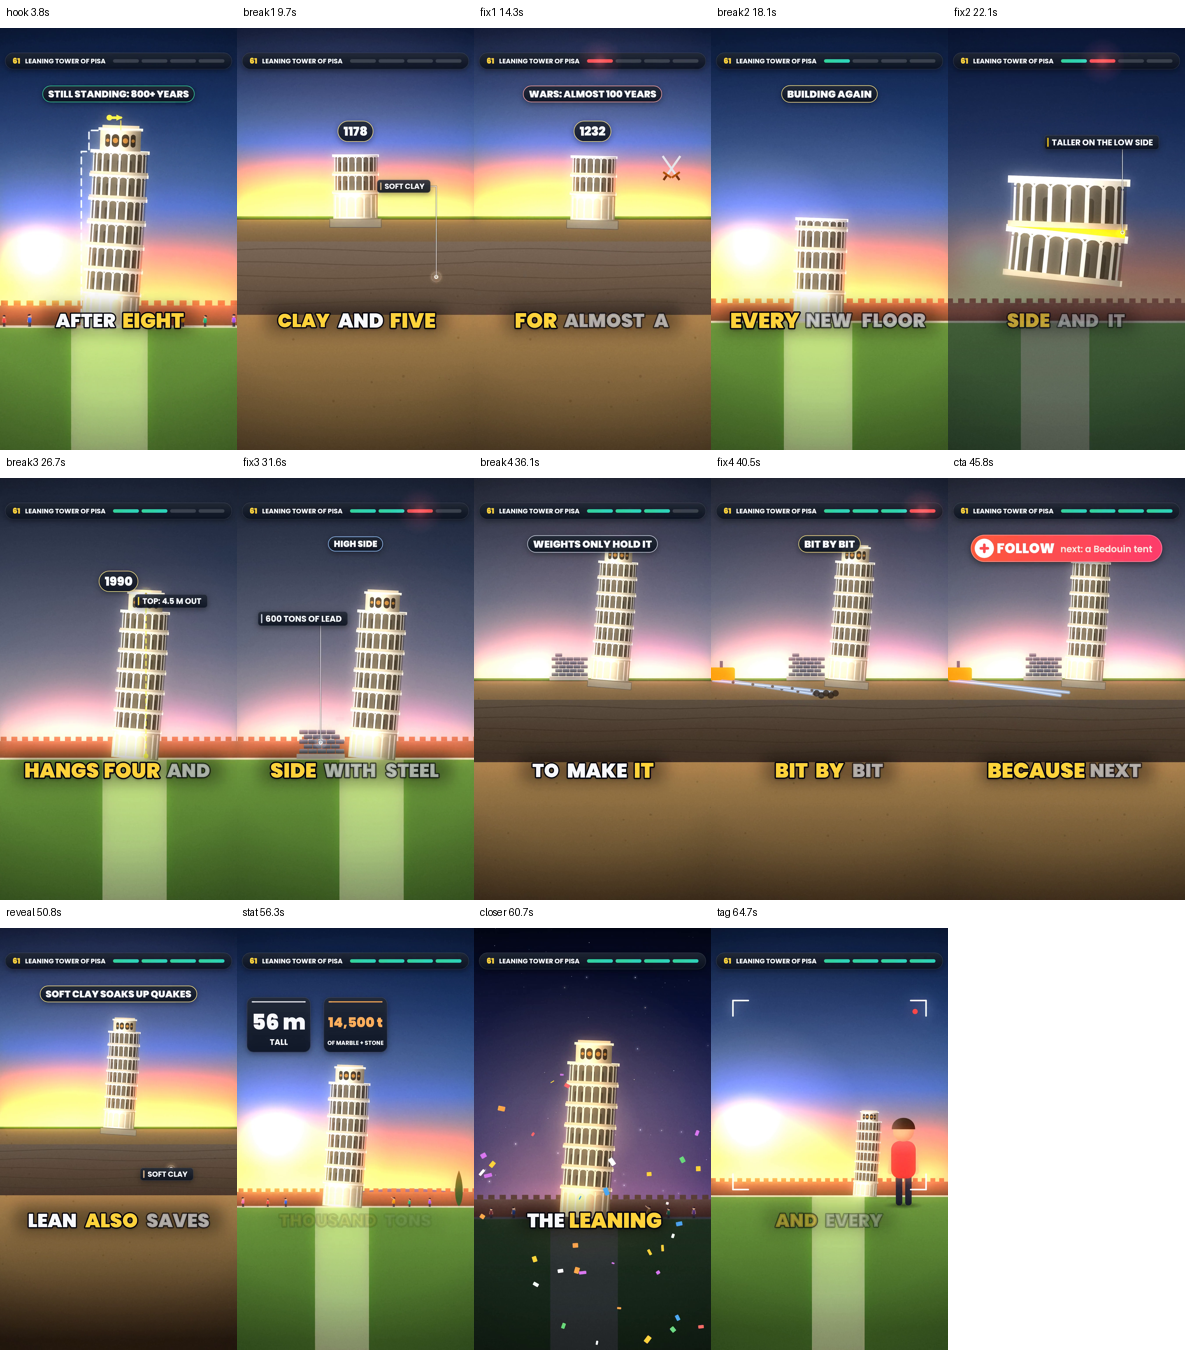 hook 3.8s
61 LEANING TOWER OF PISA
STILL STANDING: 800+ YEARS
AFTER EIGHT
break1 9.7s
61 LEANING TOWER OF PISA
1178
SOFT CLAY
CLAY AND FIVE
fix1 14.3s
61 LEANING TOWER OF PISA
WARS: ALMOST 100 YEARS
1232
FOR ALMOST A
break2 18.1s
61 LEANING TOWER OF PISA
BUILDING AGAIN
EVERY NEW FLOOR
fix2 22.1s
61 LEANING TOWER OF PISA
TALLER ON THE LOW SIDE
SIDE AND IT
break3 26.7s
61 LEANING TOWER OF PISA
1990
TOP: 4.5 M OUT
HANGS FOUR AND
fix3 31.6s
61 LEANING TOWER OF PISA
HIGH SIDE
600 TONS OF LEAD
SIDE WITH STEEL
break4 36.1s
61 LEANING TOWER OF PISA
WEIGHTS ONLY HOLD IT
TO MAKE IT
fix4 40.5s
61 LEANING TOWER OF PISA
BIT BY BIT
BIT BY BIT
cta 45.8s
61 LEANING TOWER OF PISA
FOLLOW next: a Bedouin tent
BECAUSE NEXT
reveal 50.8s
61 LEANING TOWER OF PISA
SOFT CLAY SOAKS UP QUAKES
SOFT CLAY
LEAN ALSO SAVES
stat 56.3s
61 LEANING TOWER OF PISA
56 m
TALL
14,500 t
OF MARBLE + STONE
THOUSAND TONS
closer 60.7s
61 LEANING TOWER OF PISA
THE LEANING
tag 64.7s
61 LEANING TOWER OF PISA
AND EVERY